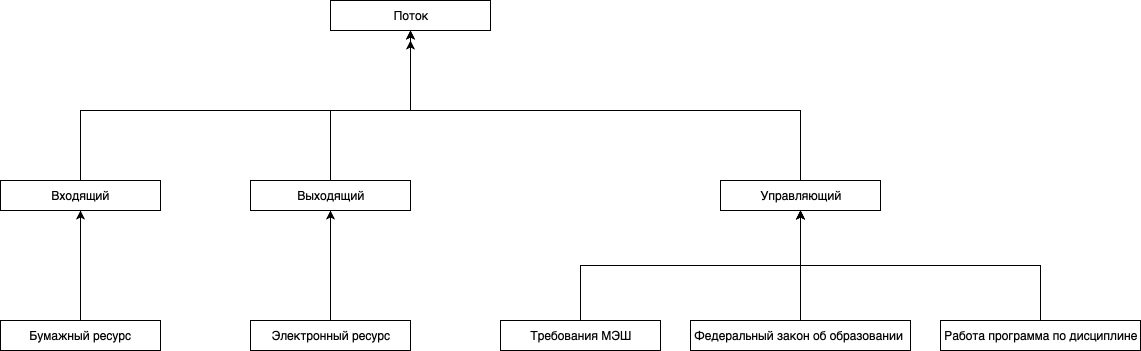 Поток
Входящий
Выходящий
Управляющий
Бумажный ресурс
Электронный ресурс
Требования МЭШ
Федеральный закон об образовании
Работа программа по дисциплине